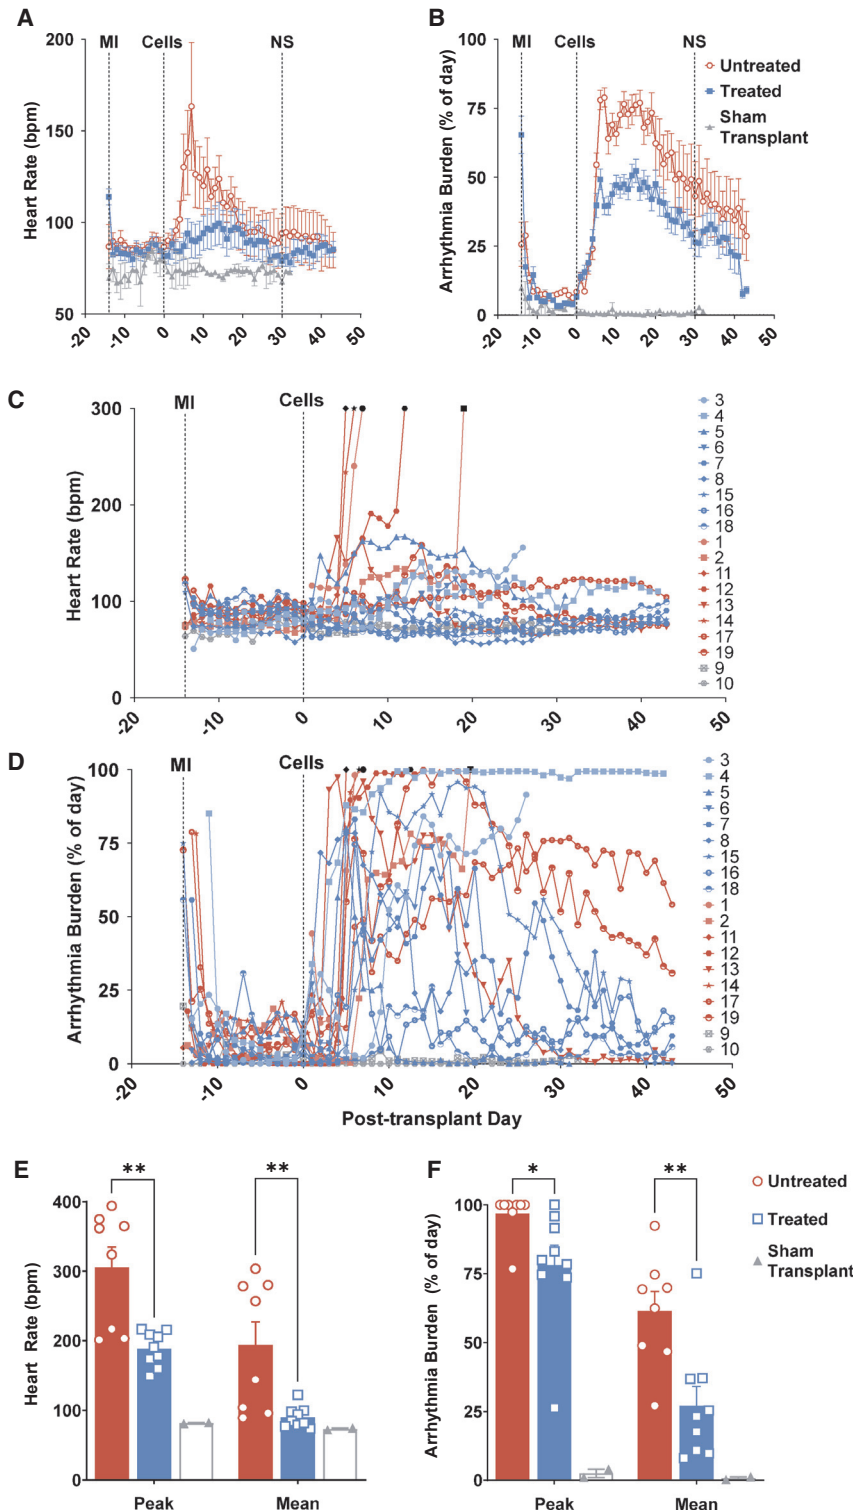 A
MI Cells NS
Heart Rate (bpm)
200
150
100
50
-20 -10 0 10 20 30 40 50
B
MI Cells NS
Arrhythmia Burden (% of day)
100
75
50
25
0
-20 -10 0 10 20 30 40 50
Untreated
Treated
Sham
Transplant
C
MI Cells
Heart Rate (bpm)
300
200
100
0
-20 -10 0 10 20 30 40 50
3
4
5
6
7
8
15
16
18
1
2
11
12
13
14
17
19
9
10
D
MI Cells
Arrhythmia Burden (% of day)
100
75
50
25
0
-20 -10 0 10 20 30 40 50
Post-transplant Day
3
4
5
6
7
8
15
16
18
1
2
11
12
13
14
17
19
9
10
E
** **
Heart Rate (bpm)
400
300
200
100
0
Peak Mean
F
* **
Arrhythmia Burden (% of day)
100
75
50
25
0
Peak Mean
Untreated
Treated
Sham
Transplant